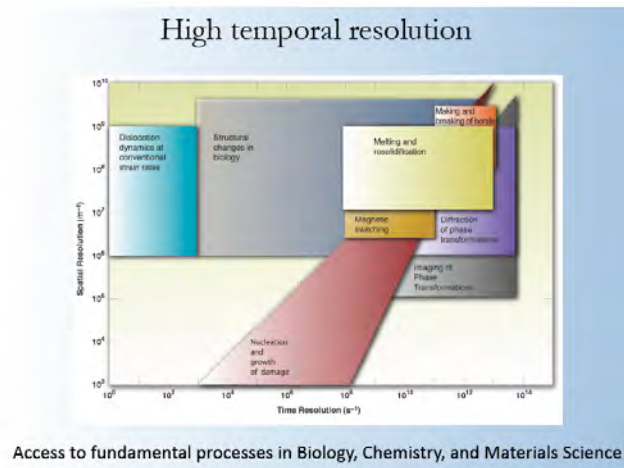 High temporal resolution
10¹⁰
10⁹
10⁸
10⁷
10⁶
10⁵
10⁴
Spatial Resolution (m⁻¹)
Dislocation
dynamics at
conventional
strain rates
Structural
changes in
biology
Making and
breaking of bonds
Melting and
resolidification
Magnetic
switching
Diffraction
of phase
transformations
Imaging of
Phase
Transformations
Nucleation
and
growth
of damage
10⁰
10²
10⁴
10⁶
10⁸
10¹⁰
10¹²
10¹⁴
Time Resolution (s⁻¹)
Access to fundamental processes in Biology, Chemistry, and Materials Science